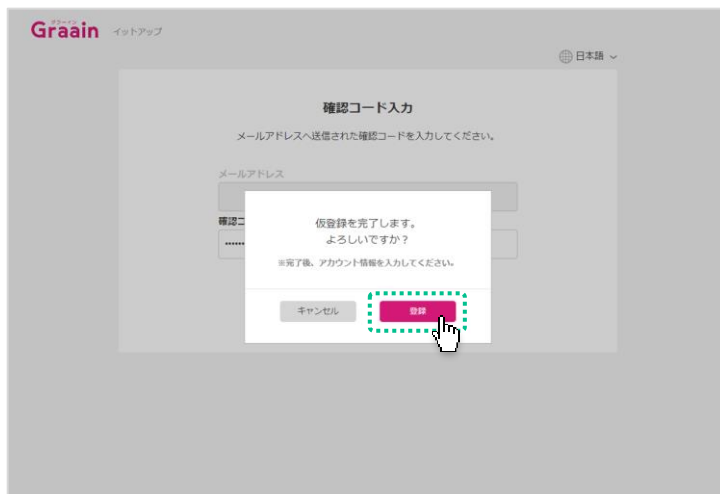 グラーイン
Graain イットアップ
日本語
確認コード入力
メールアドレスへ送信された確認コードを入力してください。
メールアドレス
確認コ
仮登録を完了します。
よろしいですか？
※完了後、アカウント情報を入力してください。
キャンセル 登録